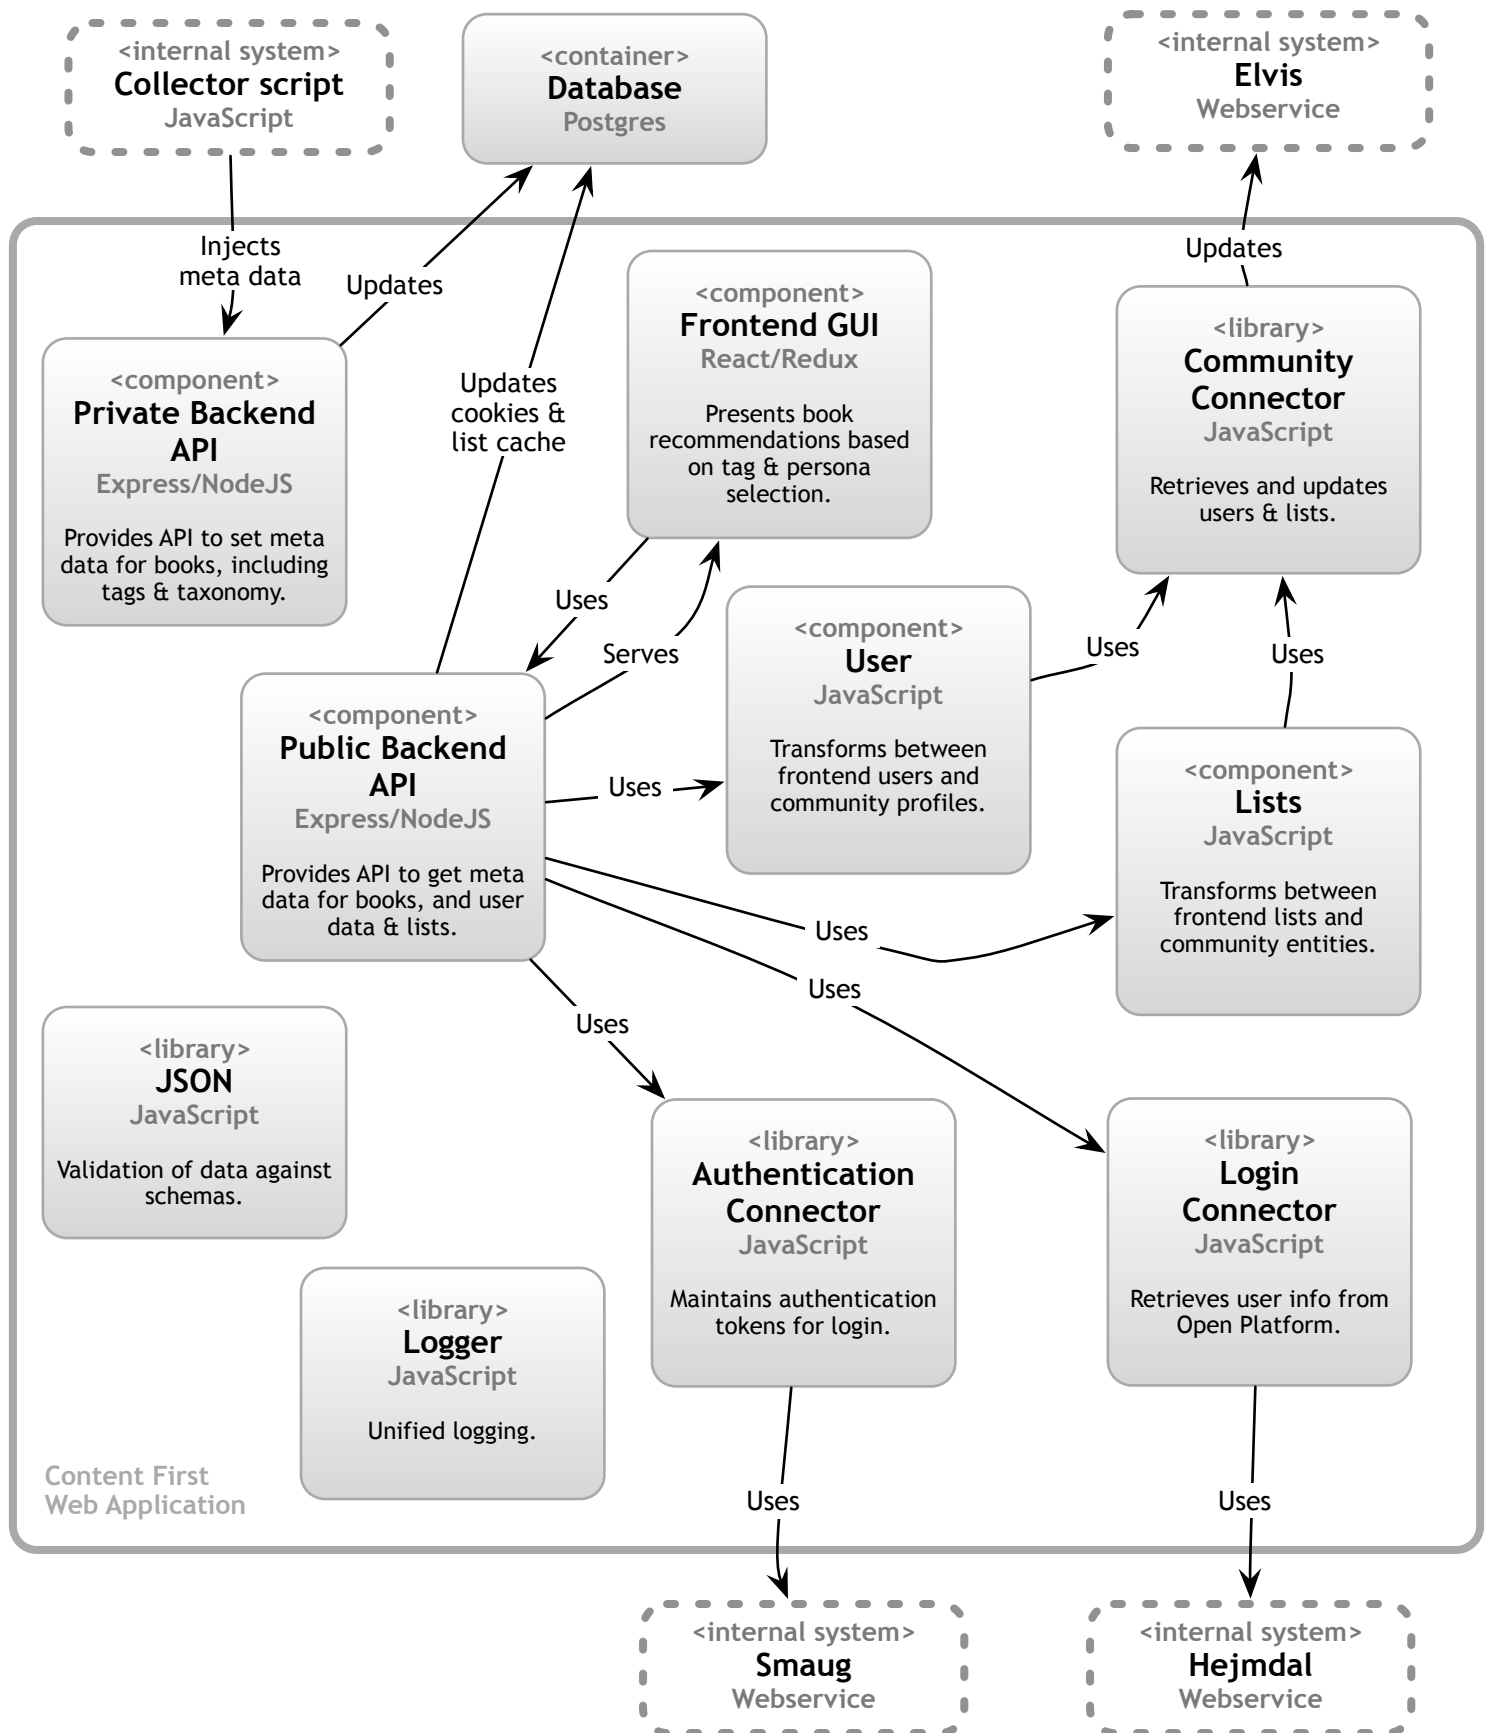 <internal system>
Collector script
JavaScript
<container>
Database
Postgres
<internal system>
Elvis
Webservice
Injects
meta data
Updates
Updates
cookies &
list cache
Updates
<component>
Private Backend
API
Express/NodeJS
Provides API to set meta
data for books, including
tags & taxonomy.
<component>
Frontend GUI
React/Redux
Presents book
recommendations based
on tag & persona
selection.
<library>
Community
Connector
JavaScript
Retrieves and updates
users & lists.
Uses
Serves
Uses
Uses
<component>
User
JavaScript
Transforms between
frontend users and
community profiles.
<component>
Public Backend
API
Express/NodeJS
Provides API to get meta
data for books, and user
data & lists.
Uses
<component>
Lists
JavaScript
Transforms between
frontend lists and
community entities.
Uses
Uses
Uses
<library>
JSON
JavaScript
Validation of data against
schemas.
<library>
Authentication
Connector
JavaScript
Maintains authentication
tokens for login.
<library>
Login
Connector
JavaScript
Retrieves user info from
Open Platform.
<library>
Logger
JavaScript
Unified logging.
Content First
Web Application
Uses
Uses
<internal system>
Smaug
Webservice
<internal system>
Hejmdal
Webservice